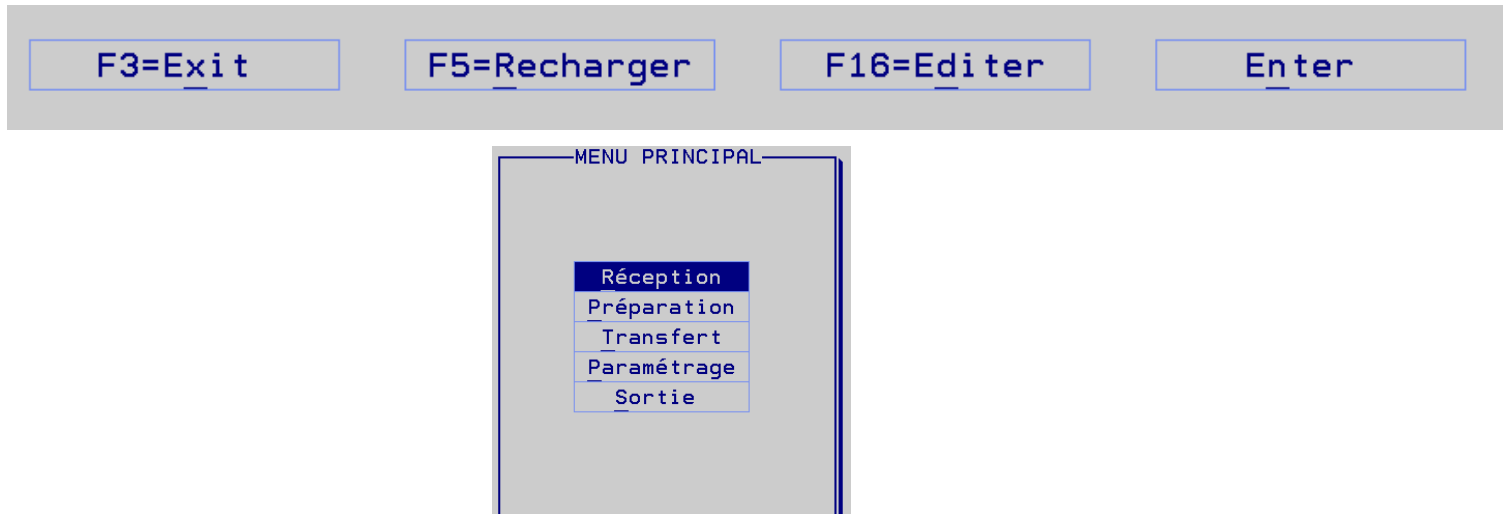 F3=Exit F5=Recharger F16=Editer Enter
MENU PRINCIPAL
Réception
Préparation
Transfert
Paramétrage
Sortie